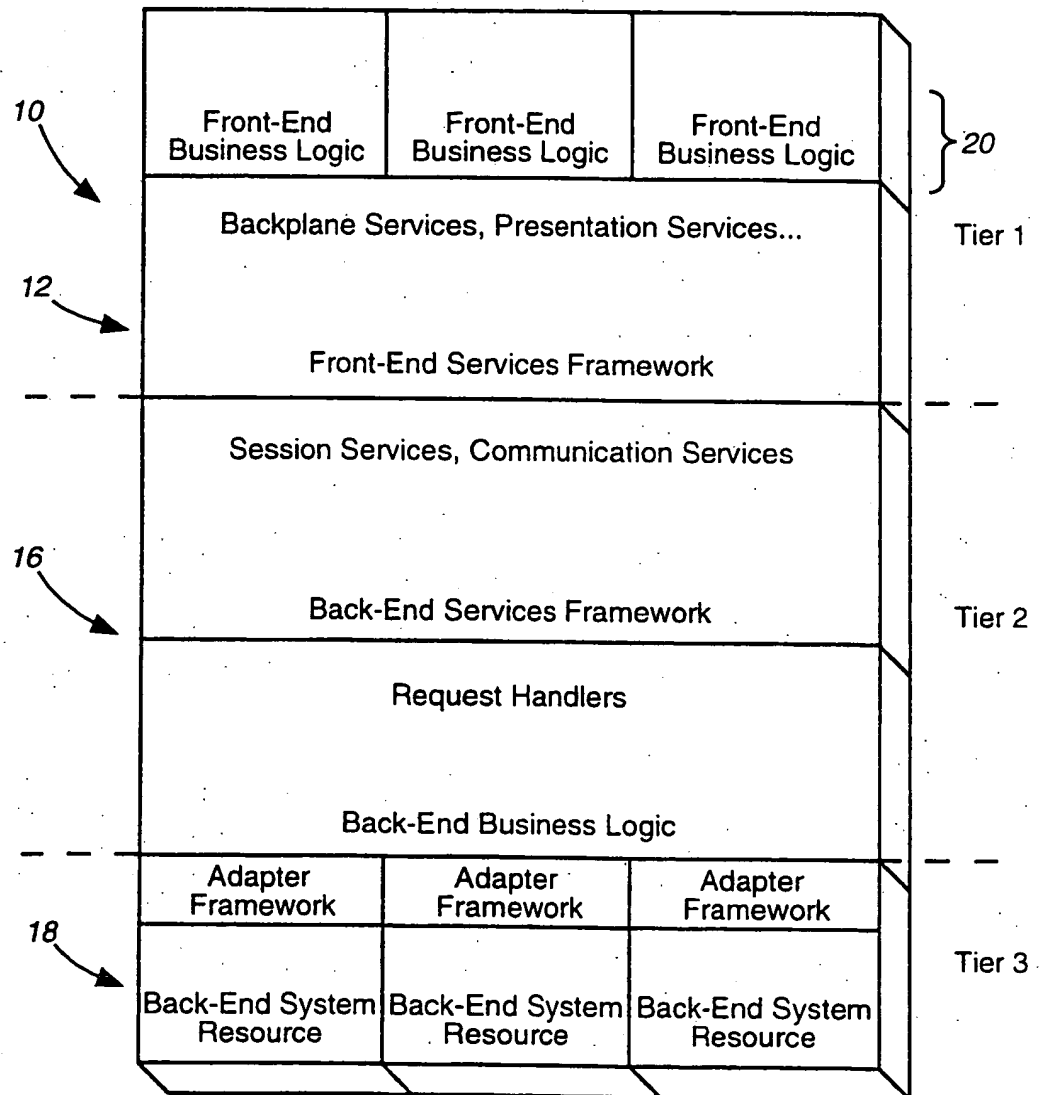 10
Front-End
Business Logic
Front-End
Business Logic
Front-End
Business Logic
20
Backplane Services, Presentation Services...
Tier 1
12
Front-End Services Framework
Session Services, Communication Services
16
Back-End Services Framework
Tier 2
Request Handlers
Back-End Business Logic
Adapter
Framework
Adapter
Framework
Adapter
Framework
18
Tier 3
Back-End System
Resource
Back-End System
Resource
Back-End System
Resource